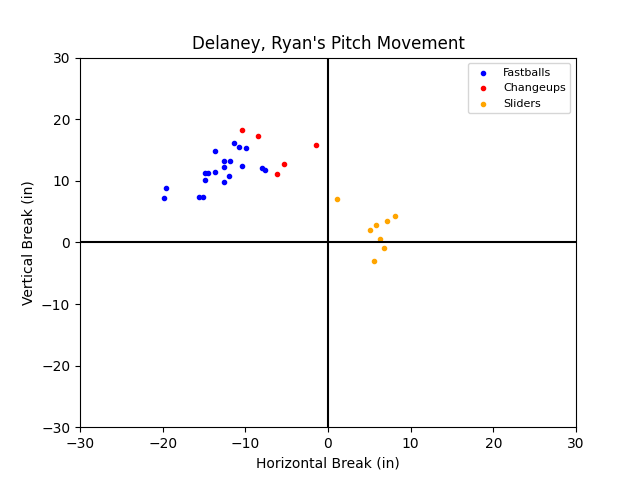 Delaney, Ryan's Pitch Movement
Fastballs
Changeups
Sliders
30
20
10
0
−10
−20
−30
Vertical Break (in)
−30
−20
−10
0
10
20
30
Horizontal Break (in)